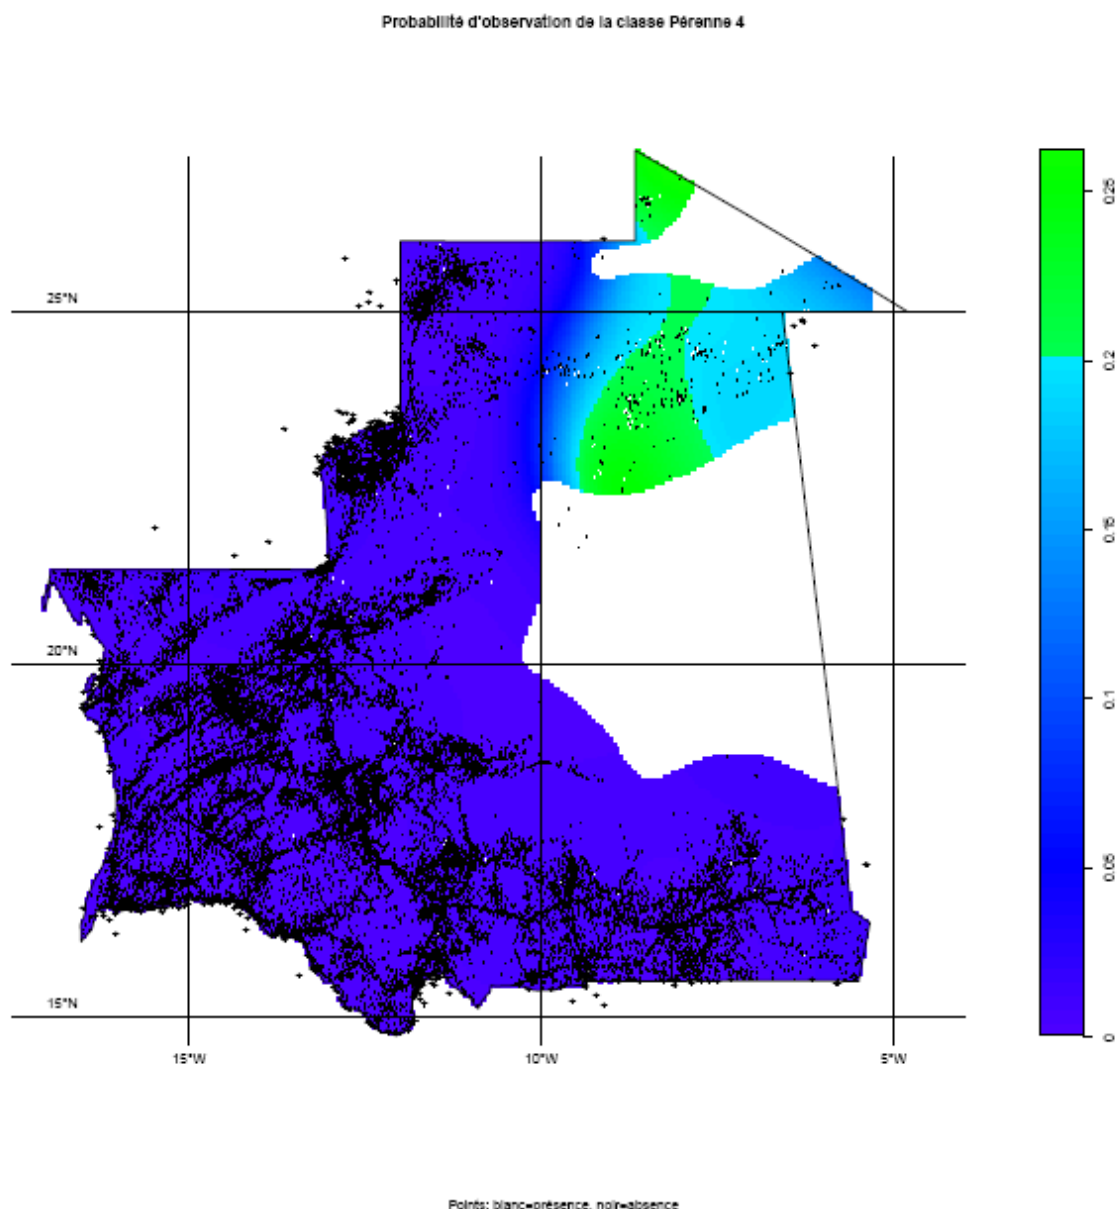 Probabilité d'observation de la classe Pérenne 4
25°N
20°N
15°N
15°W
10°W
5°W
0.25
0.2
0.15
0.1
0.05
0
Points: blanc=présence, noir=absence